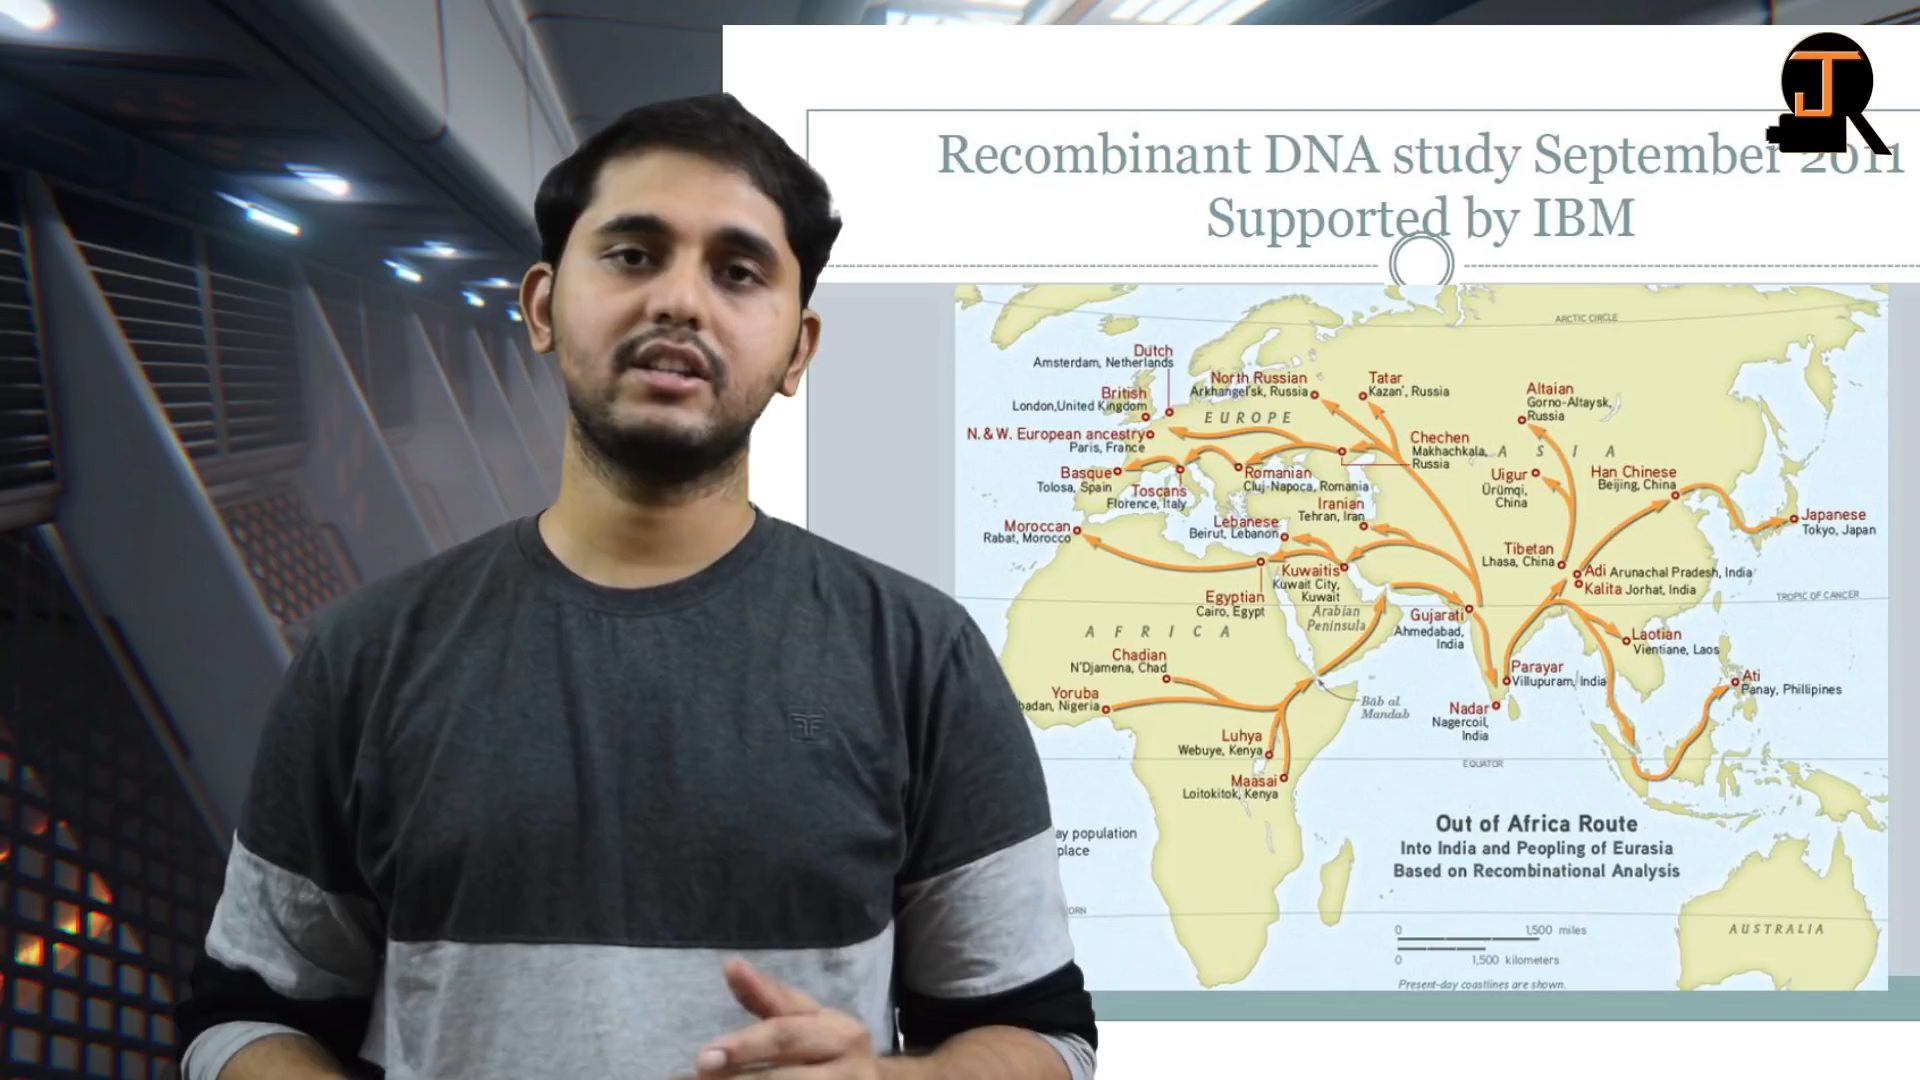 Recombinant DNA study September 2011
Supported by IBM
ARCTIC CIRCLE
Dutch
Amsterdam, Netherlands
British
London, United Kingdom
N. & W. European ancestry
Paris, France
Basque
Tolosa, Spain
Toscans
Florence, Italy
North Russian
Arkhangel'sk, Russia
EUROPE
Tatar
Kazan', Russia
Altaian
Gorno-Altaysk,
Russia
Chechen
Makhachkala,
Russia
ASIA
Romanian
Cluj-Napoca, Romania
Uigur
Ürümqi,
China
Han Chinese
Beijing, China
Japanese
Tokyo, Japan
Iranian
Tehran, Iran
Lebanese
Beirut, Lebanon
Moroccan
Rabat, Morocco
Kuwaitis
Kuwait City,
Kuwait
Egyptian
Cairo, Egypt
Arabian
Peninsula
Tibetan
Lhasa, China
Adi Arunachal Pradesh, India
Kalita Jorhat, India
TROPIC OF CANCER
Gujarati
Ahmedabad,
India
AFRICA
Laotian
Vientiane, Laos
Chadian
N'Djamena, Chad
Parayar
Villupuram, India
Ati
Panay, Phillipines
Yoruba
badan, Nigeria
Bab al
Mandab
Nadar
Nagercoil,
India
Luhya
Webuye, Kenya
EQUATOR
Maasai
Loitokitok, Kenya
Out of Africa Route
Into India and Peopling of Eurasia
Based on Recombinational Analysis
ay population
place
ORN
0 1,500 miles
0 1,500 kilometers
AUSTRALIA
Present-day coastlines are shown.